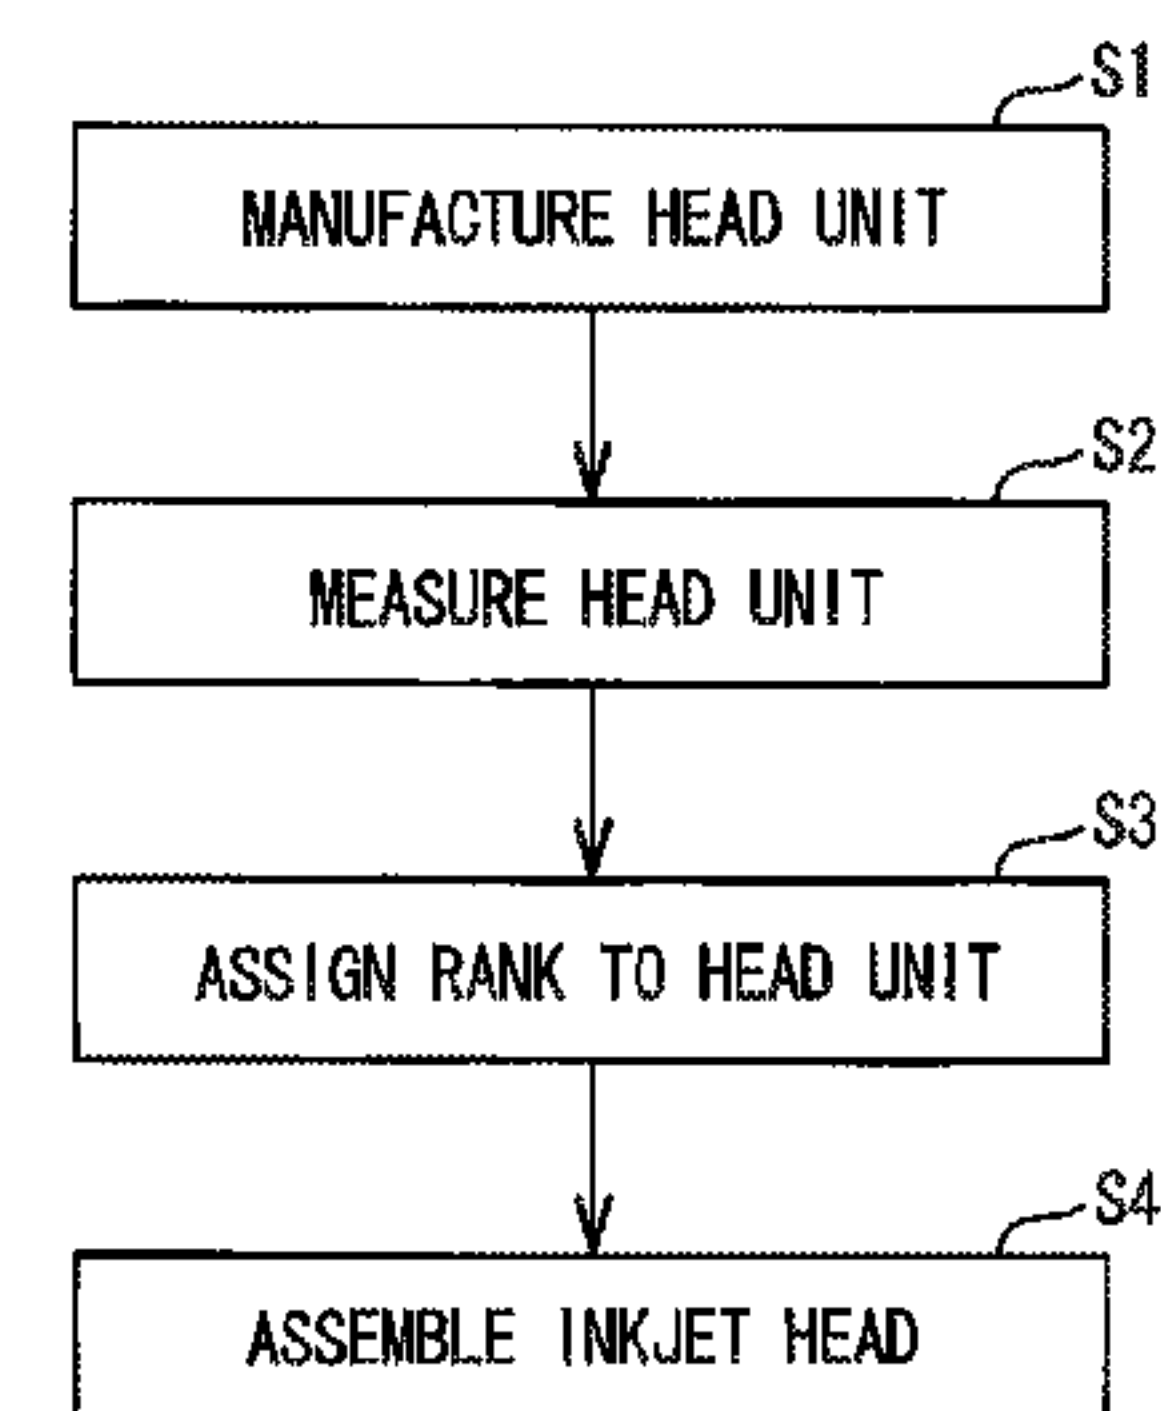 S1
MANUFACTURE HEAD UNIT
S2
MEASURE HEAD UNIT
S3
ASSIGN RANK TO HEAD UNIT
S4
ASSEMBLE INKJET HEAD